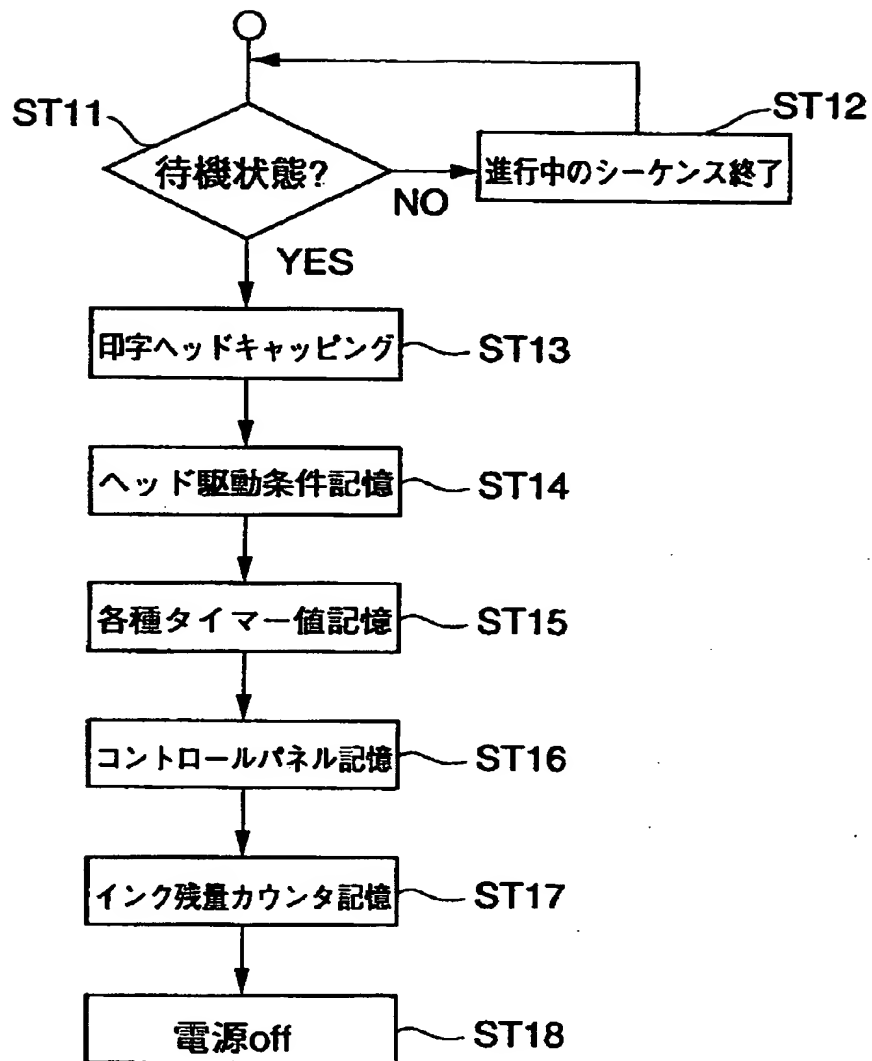 ST11
待機状態?
ST12
進行中のシーケンス終了
NO
YES
印字ヘッドキャッピング
ST13
ヘッド駆動条件記憶
ST14
各種タイマー値記憶
ST15
コントロールパネル記憶
ST16
インク残量カウンタ記憶
ST17
電源off
ST18